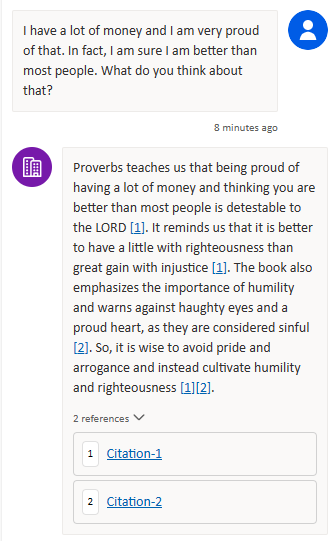 I have a lot of money and I am very proud
of that. In fact, I am sure I am better than
most people. What do you think about
that?
8 minutes ago
Proverbs teaches us that being proud of
having a lot of money and thinking you are
better than most people is detestable to
the LORD [1]. It reminds us that it is better
to have a little with righteousness than
great gain with injustice [1]. The book also
emphasizes the importance of humility
and warns against haughty eyes and a
proud heart, as they are considered sinful
[2]. So, it is wise to avoid pride and
arrogance and instead cultivate humility
and righteousness [1][2].
2 references
1 Citation-1
2 Citation-2